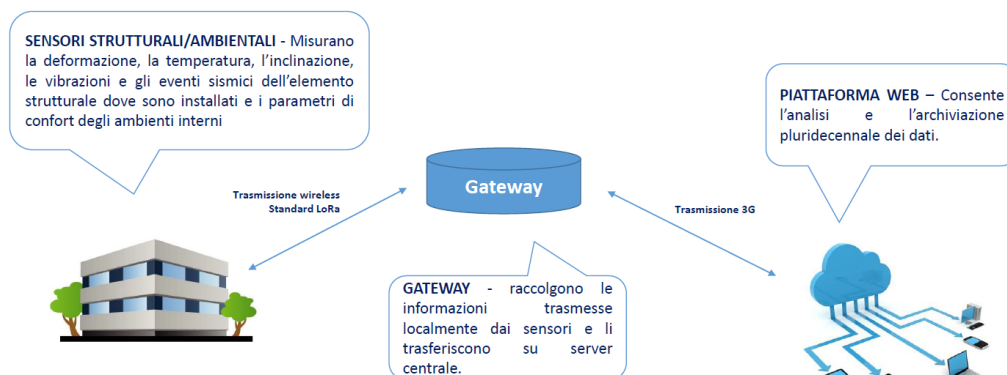 SENSORI STRUTTURALI/AMBIENTALI - Misurano
la deformazione, la temperatura, l'inclinazione,
le vibrazioni e gli eventi sismici dell'elemento
strutturale dove sono installati e i parametri di
confort degli ambienti interni
PIATTAFORMA WEB – Consente
l'analisi e l'archiviazione
pluridecennale dei dati.
Gateway
Trasmissione wireless
Standard LoRa
Trasmissione 3G
GATEWAY - raccolgono le
informazioni trasmesse
localmente dai sensori e li
trasferiscono su server
centrale.